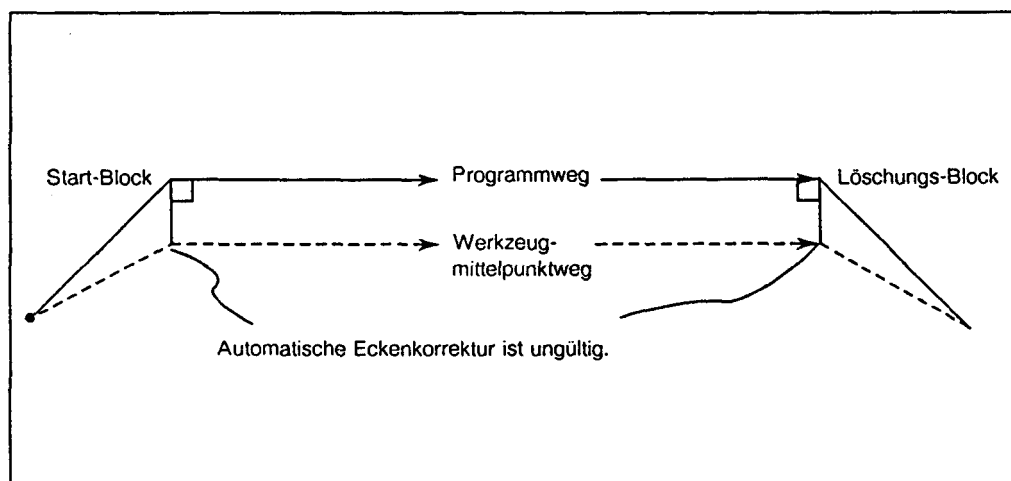 Start-Block
Programmweg
Löschungs-Block
Werkzeug-
mittelpunktweg
Automatische Eckenkorrektur ist ungültig.